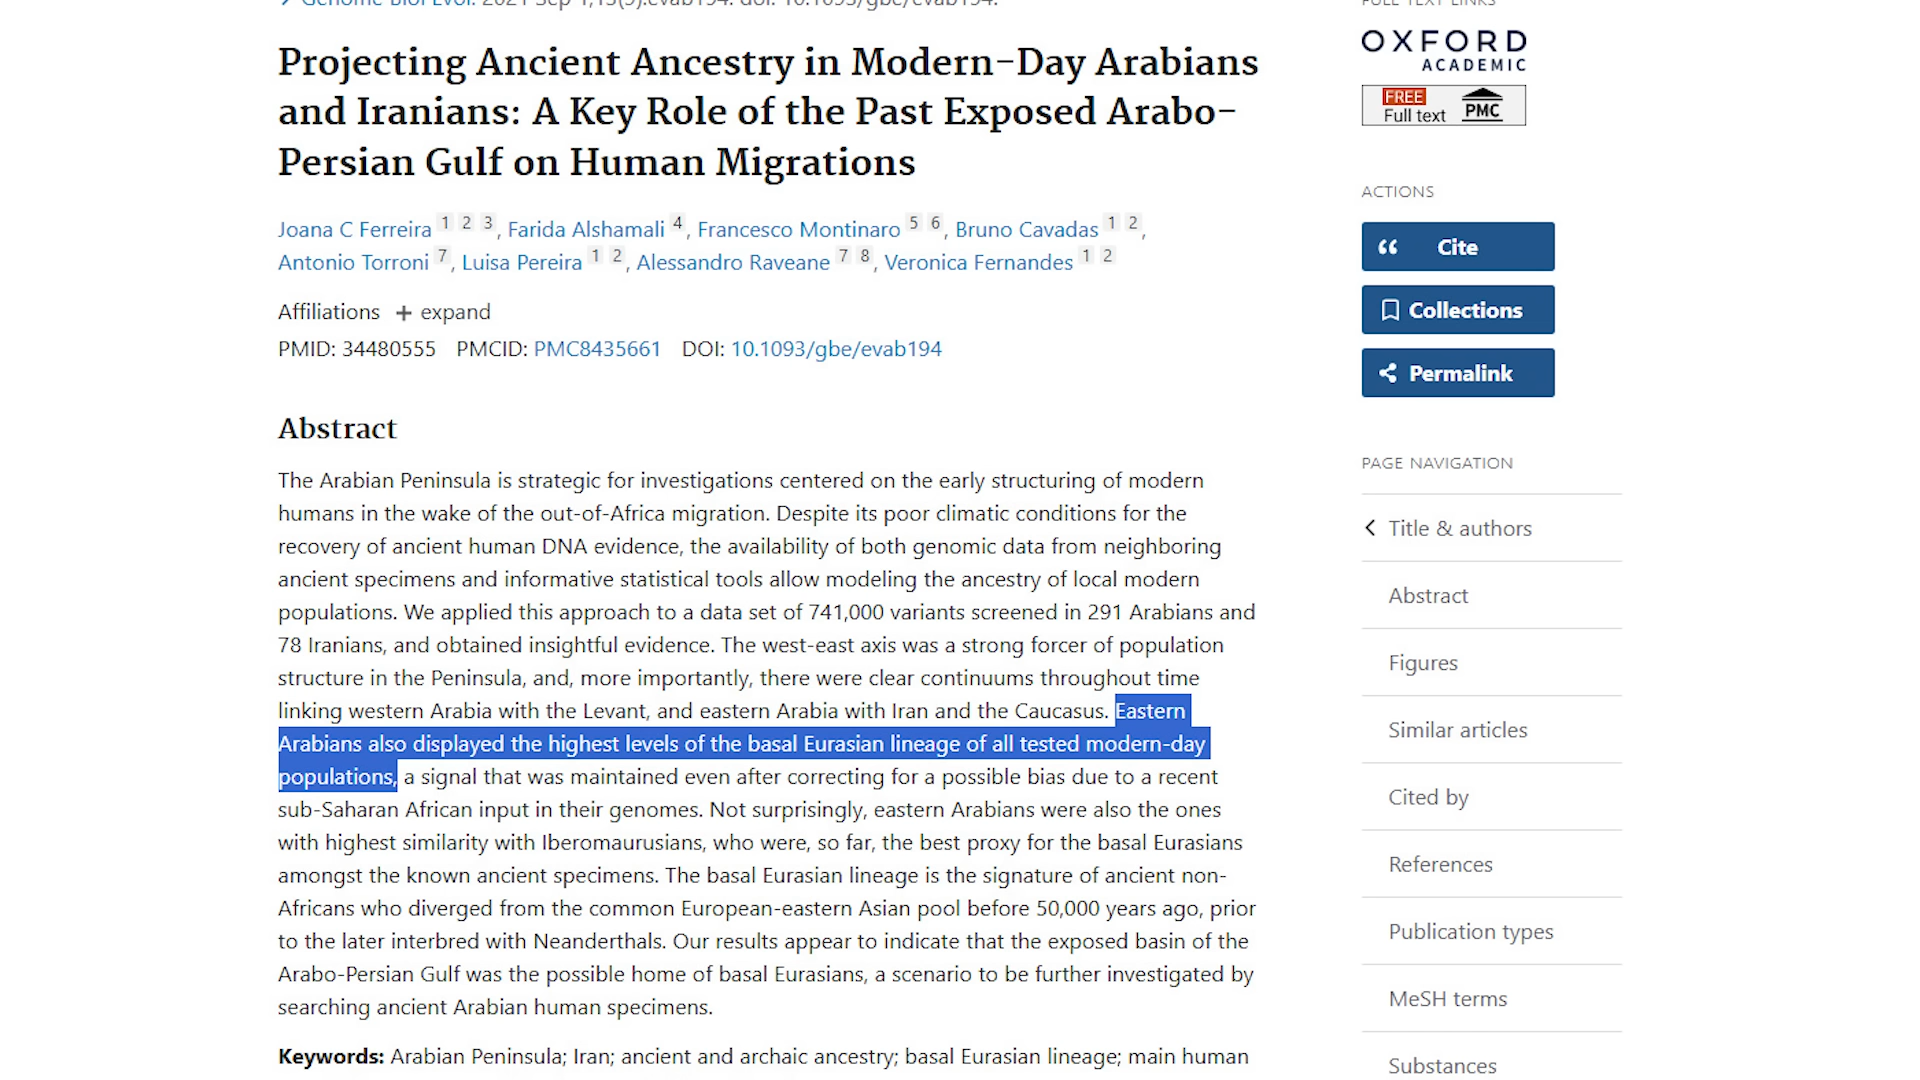 Genome Biol Evol. 2021 Sep 1;13(9):evab194. doi: 10.1093/gbe/evab194.
Projecting Ancient Ancestry in Modern-Day Arabians
and Iranians: A Key Role of the Past Exposed Arabo-
Persian Gulf on Human Migrations
Joana C Ferreira 1 2 3, Farida Alshamali 4, Francesco Montinaro 5 6, Bruno Cavadas 1 2,
Antonio Torroni 7, Luisa Pereira 1 2, Alessandro Raveane 7 8, Veronica Fernandes 1 2
Affiliations + expand
PMID: 34480555 PMCID: PMC8435661 DOI: 10.1093/gbe/evab194
Abstract
The Arabian Peninsula is strategic for investigations centered on the early structuring of modern
humans in the wake of the out-of-Africa migration. Despite its poor climatic conditions for the
recovery of ancient human DNA evidence, the availability of both genomic data from neighboring
ancient specimens and informative statistical tools allow modeling the ancestry of local modern
populations. We applied this approach to a data set of 741,000 variants screened in 291 Arabians and
78 Iranians, and obtained insightful evidence. The west-east axis was a strong forcer of population
structure in the Peninsula, and, more importantly, there were clear continuums throughout time
linking western Arabia with the Levant, and eastern Arabia with Iran and the Caucasus. Eastern
Arabians also displayed the highest levels of the basal Eurasian lineage of all tested modern-day
populations, a signal that was maintained even after correcting for a possible bias due to a recent
sub-Saharan African input in their genomes. Not surprisingly, eastern Arabians were also the ones
with highest similarity with Iberomaurusians, who were, so far, the best proxy for the basal Eurasians
amongst the known ancient specimens. The basal Eurasian lineage is the signature of ancient non-
Africans who diverged from the common European-eastern Asian pool before 50,000 years ago, prior
to the later interbred with Neanderthals. Our results appear to indicate that the exposed basin of the
Arabo-Persian Gulf was the possible home of basal Eurasians, a scenario to be further investigated by
searching ancient Arabian human specimens.
Keywords: Arabian Peninsula; Iran; ancient and archaic ancestry; basal Eurasian lineage; main human
FULL TEXT LINKS
OXFORD
ACADEMIC
FREE
Full text PMC
ACTIONS
Cite
Collections
Permalink
PAGE NAVIGATION
Title & authors
Abstract
Figures
Similar articles
Cited by
References
Publication types
MeSH terms
Substances